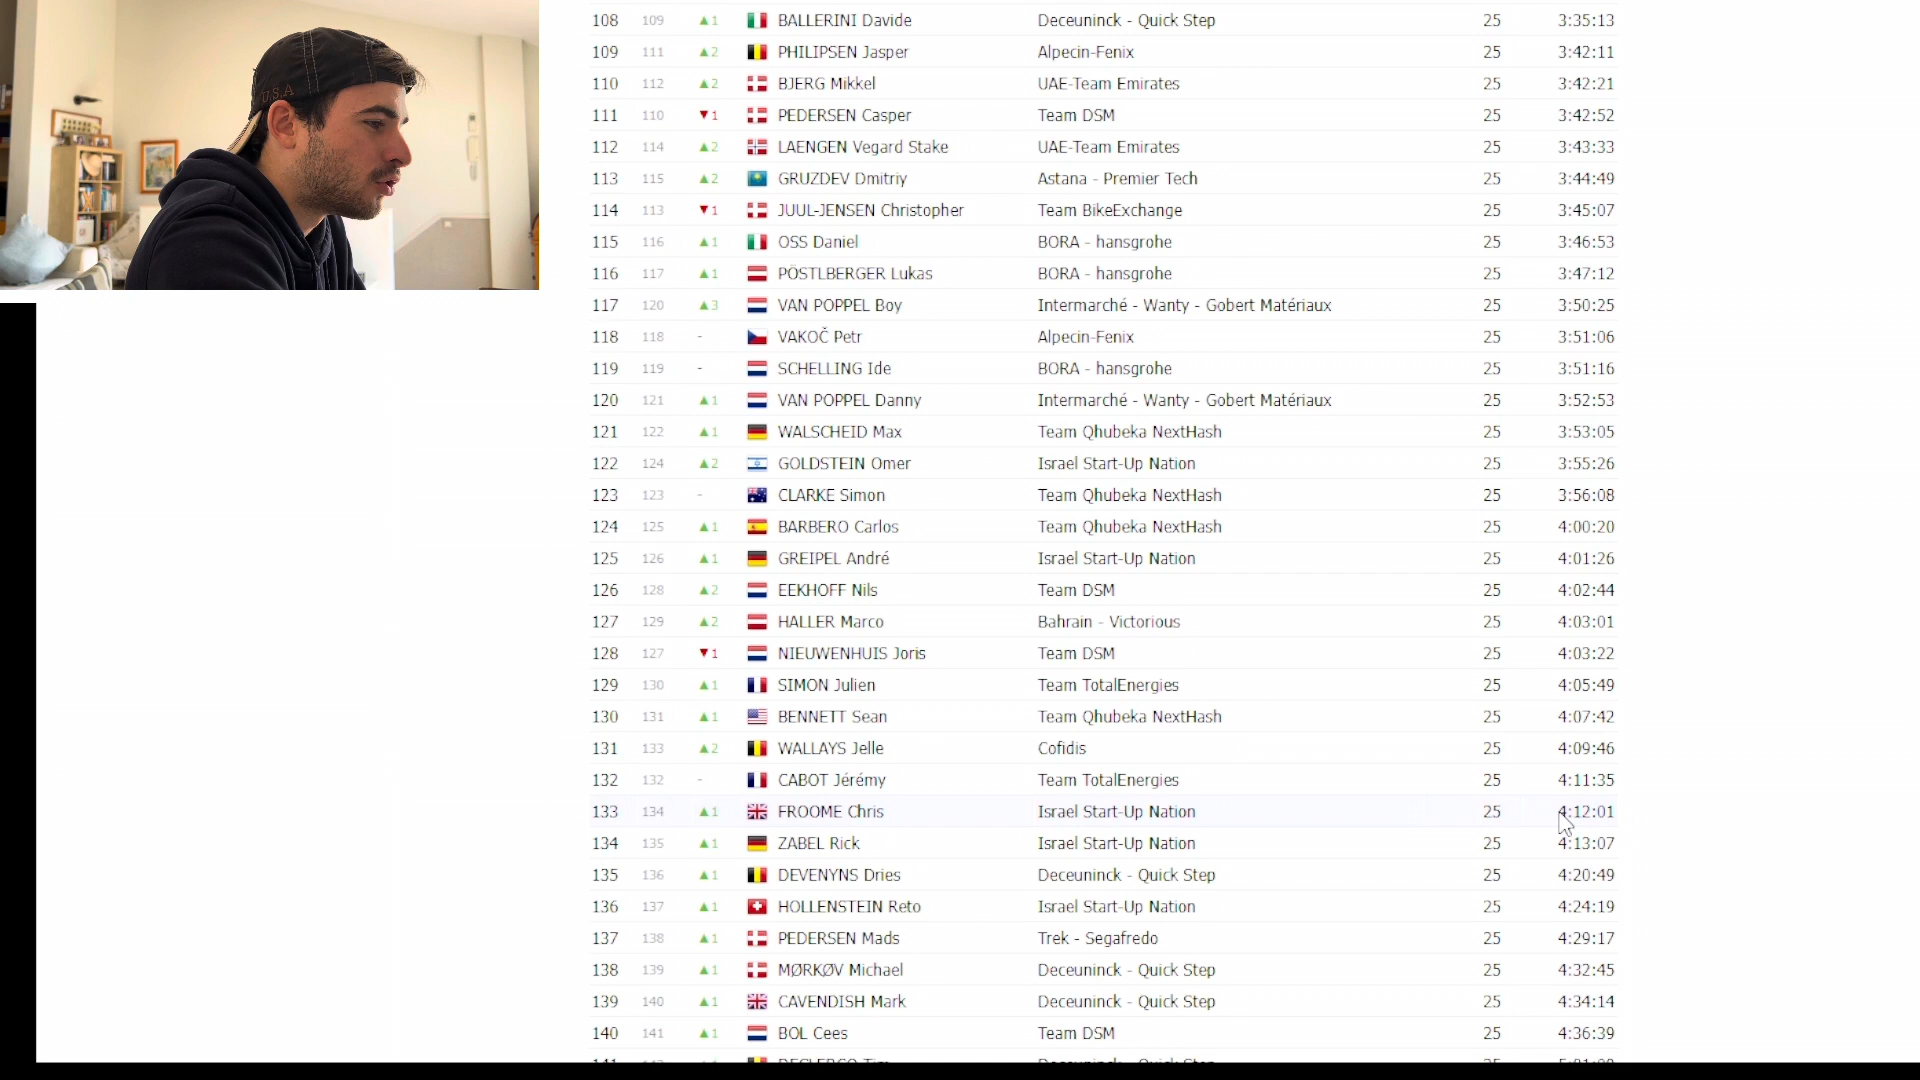 U.S.A
108 109 ▲1 BALLERINI Davide Deceuninck - Quick Step 25 3:35:13
109 111 ▲2 PHILIPSEN Jasper Alpecin-Fenix 25 3:42:11
110 112 ▲2 BJERG Mikkel UAE-Team Emirates 25 3:42:21
111 110 ▼1 PEDERSEN Casper Team DSM 25 3:42:52
112 114 ▲2 LAENGEN Vegard Stake UAE-Team Emirates 25 3:43:33
113 115 ▲2 GRUZDEV Dmitriy Astana - Premier Tech 25 3:44:49
114 113 ▼1 JUUL-JENSEN Christopher Team BikeExchange 25 3:45:07
115 116 ▲1 OSS Daniel BORA - hansgrohe 25 3:46:53
116 117 ▲1 PÖSTLBERGER Lukas BORA - hansgrohe 25 3:47:12
117 120 ▲3 VAN POPPEL Boy Intermarché - Wanty - Gobert Matériaux 25 3:50:25
118 118 - VAKOČ Petr Alpecin-Fenix 25 3:51:06
119 119 - SCHELLING Ide BORA - hansgrohe 25 3:51:16
120 121 ▲1 VAN POPPEL Danny Intermarché - Wanty - Gobert Matériaux 25 3:52:53
121 122 ▲1 WALSCHEID Max Team Qhubeka NextHash 25 3:53:05
122 124 ▲2 GOLDSTEIN Omer Israel Start-Up Nation 25 3:55:26
123 123 - CLARKE Simon Team Qhubeka NextHash 25 3:56:08
124 125 ▲1 BARBERO Carlos Team Qhubeka NextHash 25 4:00:20
125 126 ▲1 GREIPEL André Israel Start-Up Nation 25 4:01:26
126 128 ▲2 EEKHOFF Nils Team DSM 25 4:02:44
127 129 ▲2 HALLER Marco Bahrain - Victorious 25 4:03:01
128 127 ▼1 NIEUWENHUIS Joris Team DSM 25 4:03:22
129 130 ▲1 SIMON Julien Team TotalEnergies 25 4:05:49
130 131 ▲1 BENNETT Sean Team Qhubeka NextHash 25 4:07:42
131 133 ▲2 WALLAYS Jelle Cofidis 25 4:09:46
132 132 - CABOT Jérémy Team TotalEnergies 25 4:11:35
133 134 ▲1 FROOME Chris Israel Start-Up Nation 25 4:12:01
134 135 ▲1 ZABEL Rick Israel Start-Up Nation 25 4:13:07
135 136 ▲1 DEVENYNS Dries Deceuninck - Quick Step 25 4:20:49
136 137 ▲1 HOLLENSTEIN Reto Israel Start-Up Nation 25 4:24:19
137 138 ▲1 PEDERSEN Mads Trek - Segafredo 25 4:29:17
138 139 ▲1 MØRKØV Michael Deceuninck - Quick Step 25 4:32:45
139 140 ▲1 CAVENDISH Mark Deceuninck - Quick Step 25 4:34:14
140 141 ▲1 BOL Cees Team DSM 25 4:36:39